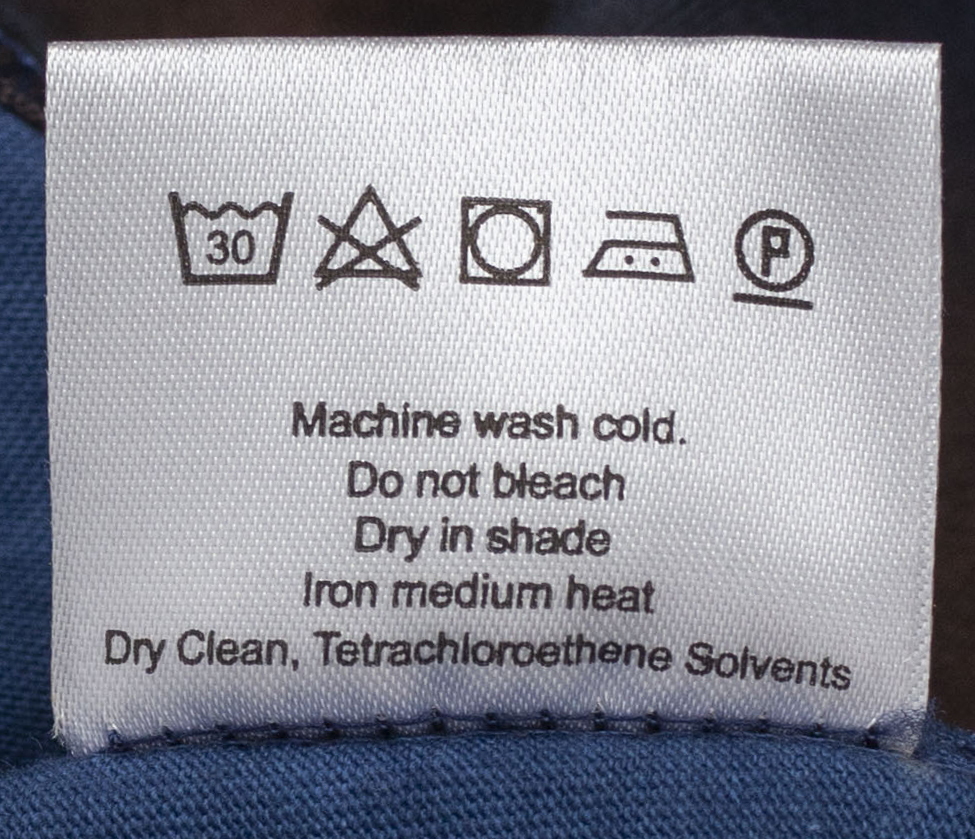 30 P
Machine wash cold.
Do not bleach
Dry in shade
Iron medium heat
Dry Clean, Tetrachloroethene Solvents